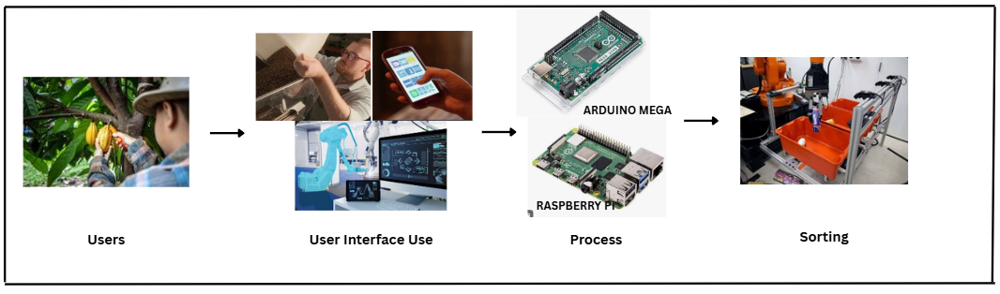 ARDUINO MEGA
RASPBERRY PI
Users
User Interface Use
Process
Sorting